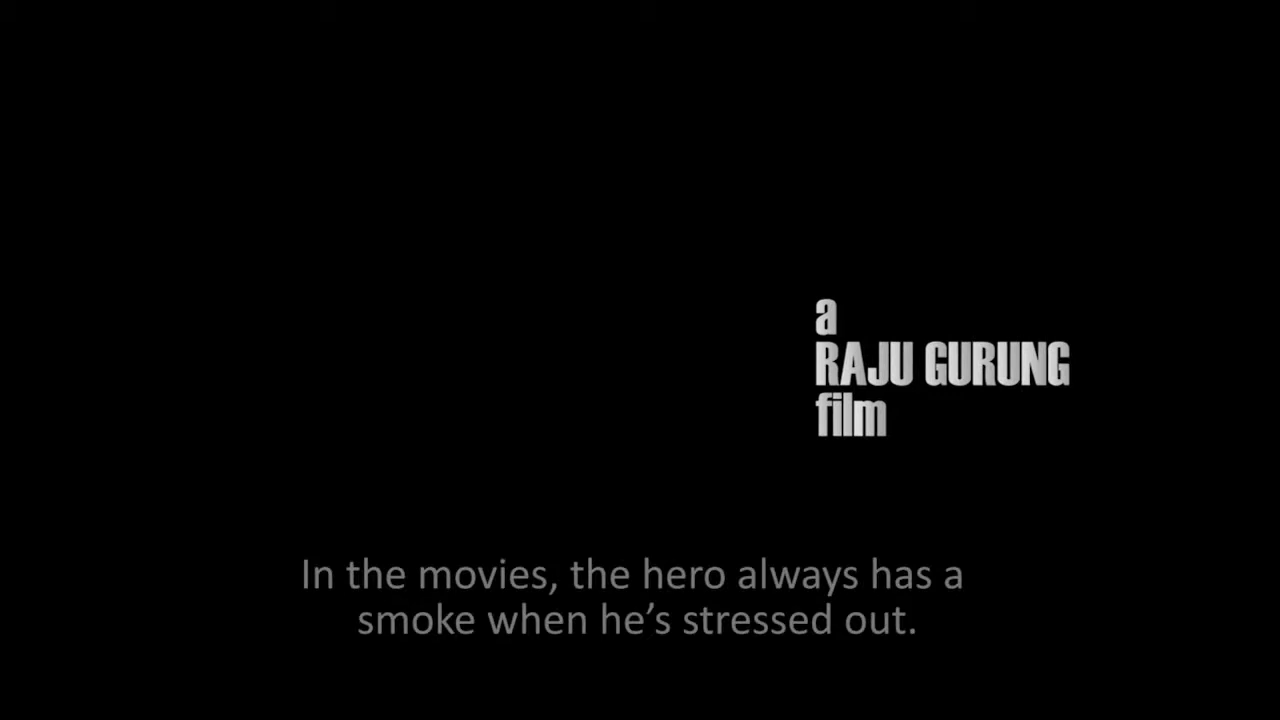 a
RAJU GURUNG
film
In the movies, the hero always has a
smoke when he’s stressed out.